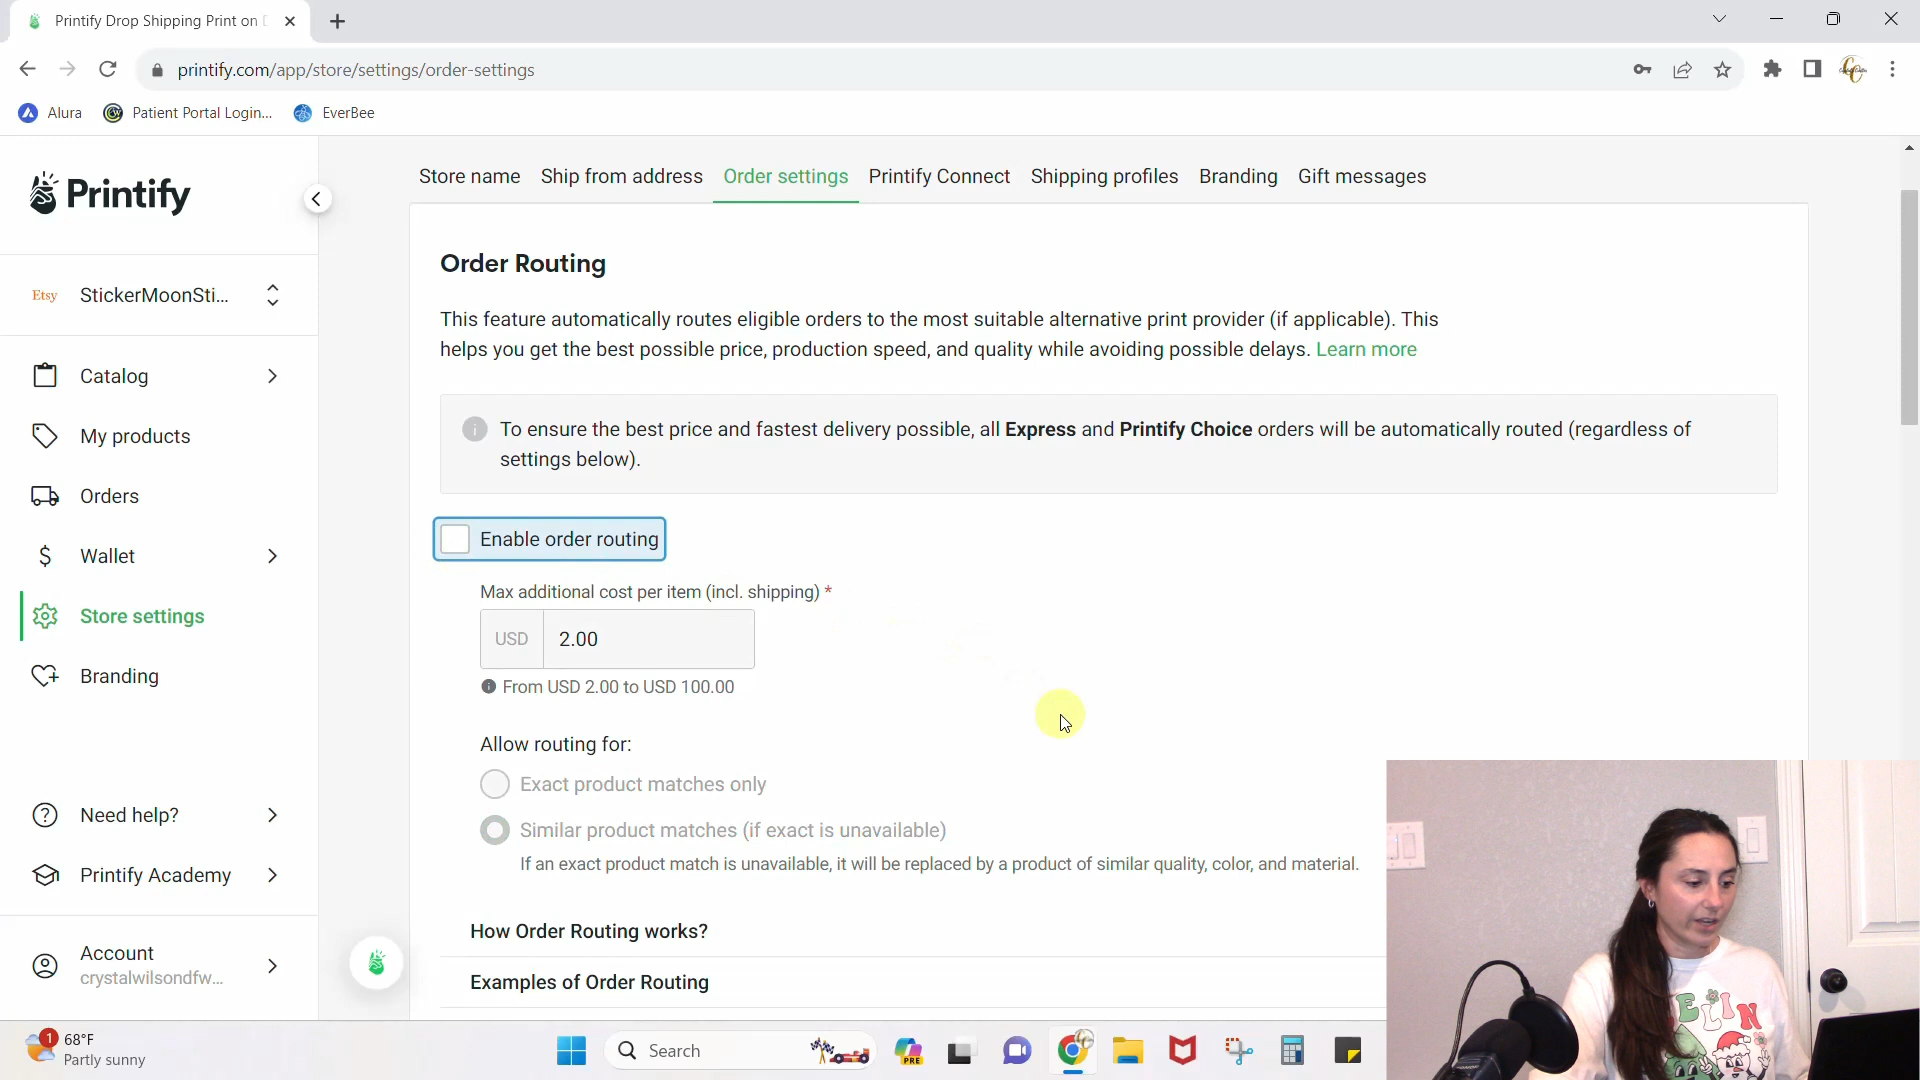 Printify Drop Shipping Print on
printify.com/app/store/settings/order-settings
Alura
Patient Portal Login...
EverBee
Printify
Etsy
StickerMoonSti...
Catalog
My products
Orders
Wallet
Store settings
Branding
Need help?
Printify Academy
Account
crystalwilsondfw...
Store name
Ship from address
Order settings
Printify Connect
Shipping profiles
Branding
Gift messages
Order Routing
This feature automatically routes eligible orders to the most suitable alternative print provider (if applicable). This
helps you get the best possible price, production speed, and quality while avoiding possible delays. Learn more
To ensure the best price and fastest delivery possible, all Express and Printify Choice orders will be automatically routed (regardless of
settings below).
Enable order routing
Max additional cost per item (incl. shipping) *
USD
2.00
From USD 2.00 to USD 100.00
Allow routing for:
Exact product matches only
Similar product matches (if exact is unavailable)
If an exact product match is unavailable, it will be replaced by a product of similar quality, color, and material.
How Order Routing works?
Examples of Order Routing
1
68°F
Partly sunny
Search
PRE